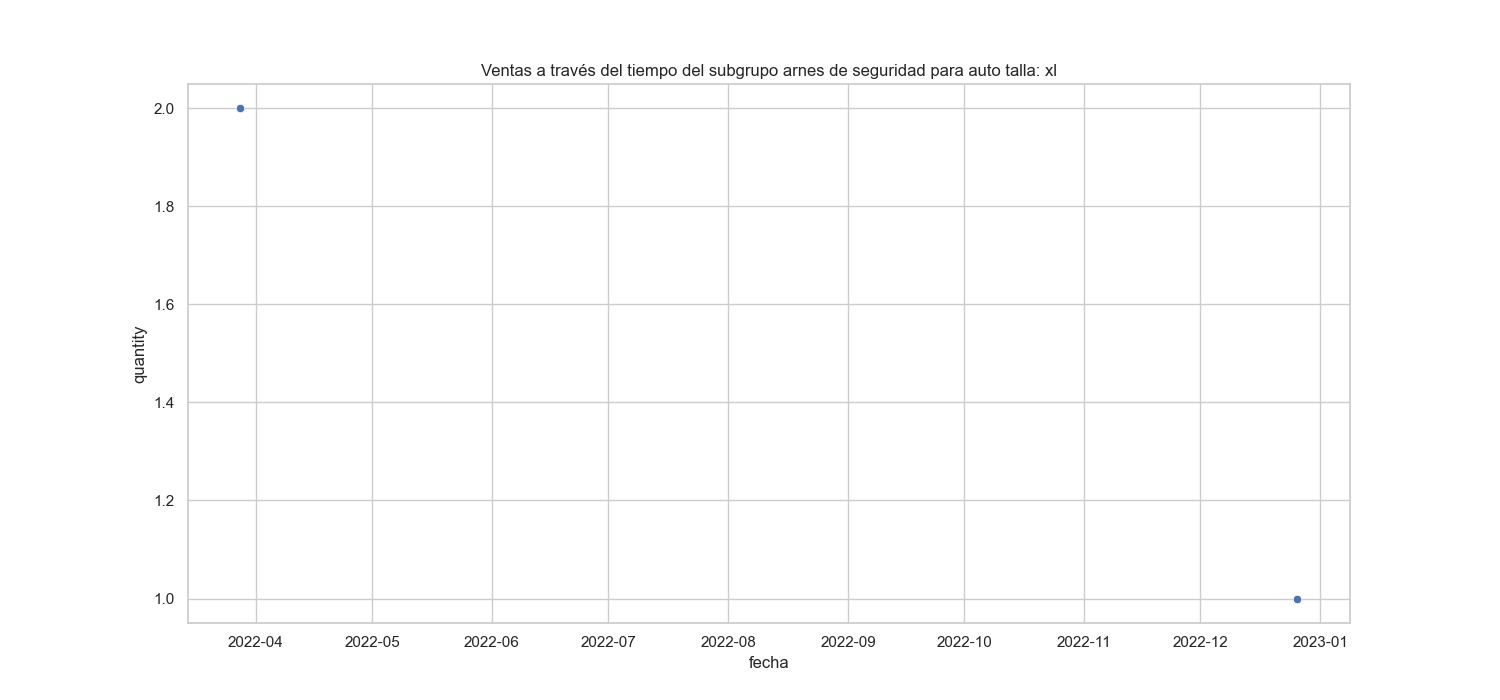 Ventas a través del tiempo del subgrupo arnes de seguridad para auto talla: xl
2.0
1.8
1.6
1.4
1.2
1.0
quantity
2022-04 2022-05 2022-06 2022-07 2022-08 2022-09 2022-10 2022-11 2022-12 2023-01
fecha